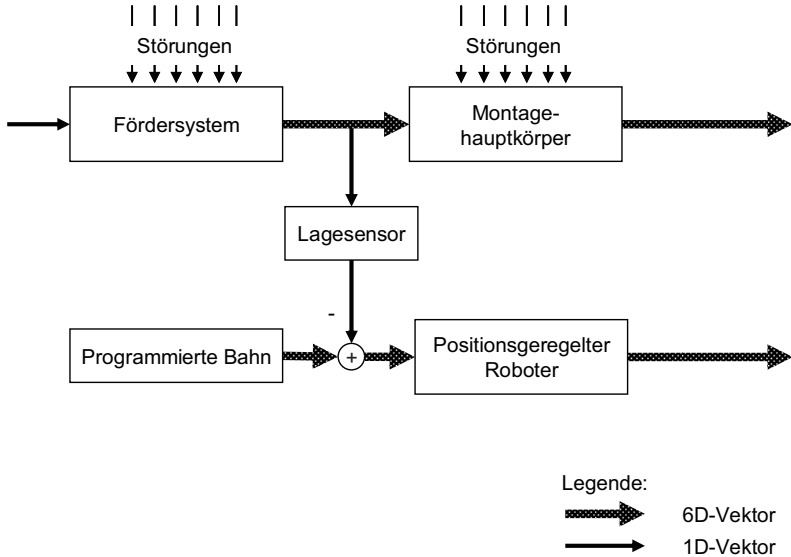 Störungen
Störungen
Fördersystem
Montage-
hauptkörper
Lagesensor
-
Programmierte Bahn
+
Positionsgeregelter
Roboter
Legende:
6D-Vektor
1D-Vektor